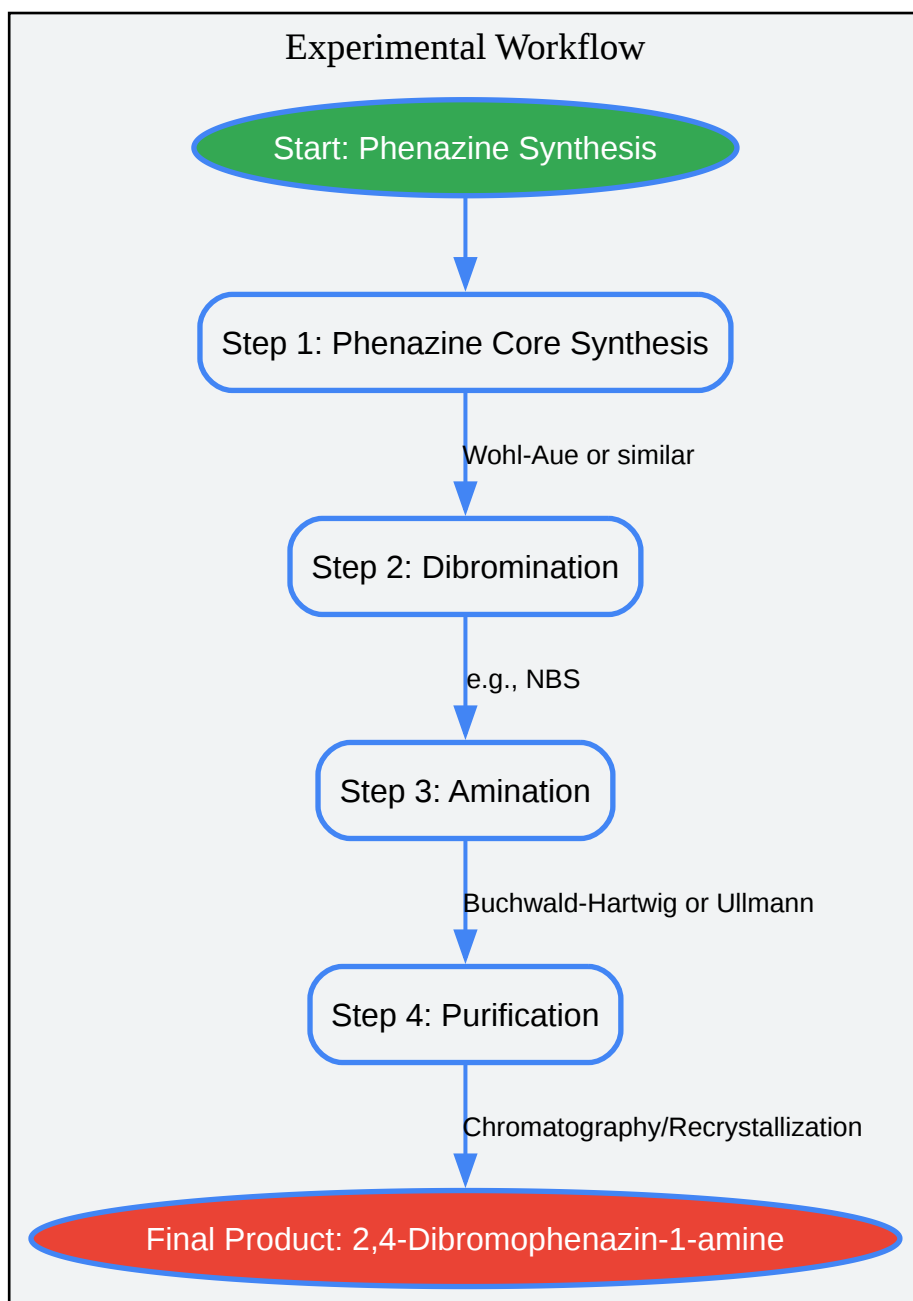 Experimental Workflow
Start: Phenazine Synthesis
Step 1: Phenazine Core Synthesis
Wohl-Aue or similar
Step 2: Dibromination
e.g., NBS
Step 3: Amination
Buchwald-Hartwig or Ullmann
Step 4: Purification
Chromatography/Recrystallization
Final Product: 2,4-Dibromophenazin-1-amine